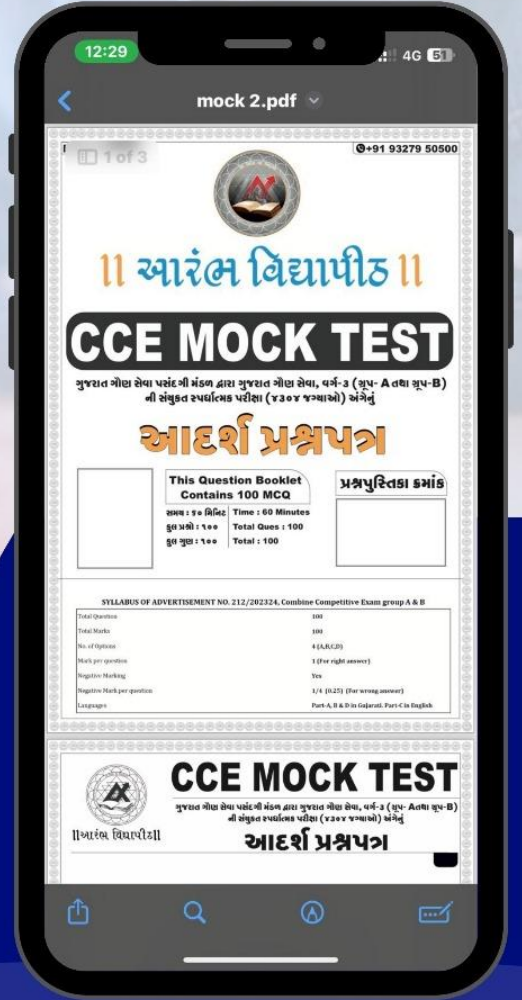 12:29
4G 51
mock 2.pdf
1 of 3
+91 93279 50500
॥ આરંભ વિદ્યાપીઠ ॥
CCE MOCK TEST
ગુજરાત ગૌણ સેવા પસંદગી મંડળ દ્વારા ગુજરાત ગૌણ સેવા, વર્ગ-૩ (ગ્રૂપ- A તથા ગ્રૂપ-B)
ની સંયુકત સ્પર્ધાત્મક પરીક્ષા (૪૩૦૪ જગ્યાઓ) અંગેનું
આદર્શ પ્રશ્નપત્ર
This Question Booklet
Contains 100 MCQ
પ્રશ્નપુસ્તિકા ક્રમાંક
સમય : ૬૦ મિનિટ Time : 60 Minutes
કુલ પ્રશ્નો : ૧૦૦ Total Ques : 100
કુલ ગુણ : ૧૦૦ Total : 100
SYLLABUS OF ADVERTISEMENT NO. 212/202324, Combine Competitive Exam group A & B
Total Question 100
Total Marks 100
No. of Options 4 (A,B,C,D)
Mark per question 1 (For right answer)
Negative Marking Yes
Negative Mark per question 1/4 (0.25) (For wrong answer)
Languages Part-A, B & D in Gujarati. Part-C in English
CCE MOCK TEST
ગુજરાત ગૌણ સેવા પસંદગી મંડળ દ્વારા ગુજરાત ગૌણ સેવા, વર્ગ-૩ (ગ્રૂપ- Aતથા ગ્રૂપ-B)
ની સંયુકત સ્પર્ધાત્મક પરીક્ષા (૪૩૦૪ જગ્યાઓ) અંગેનું
॥આરંભ વિદ્યાપીઠ॥
આદર્શ પ્રશ્નપત્ર